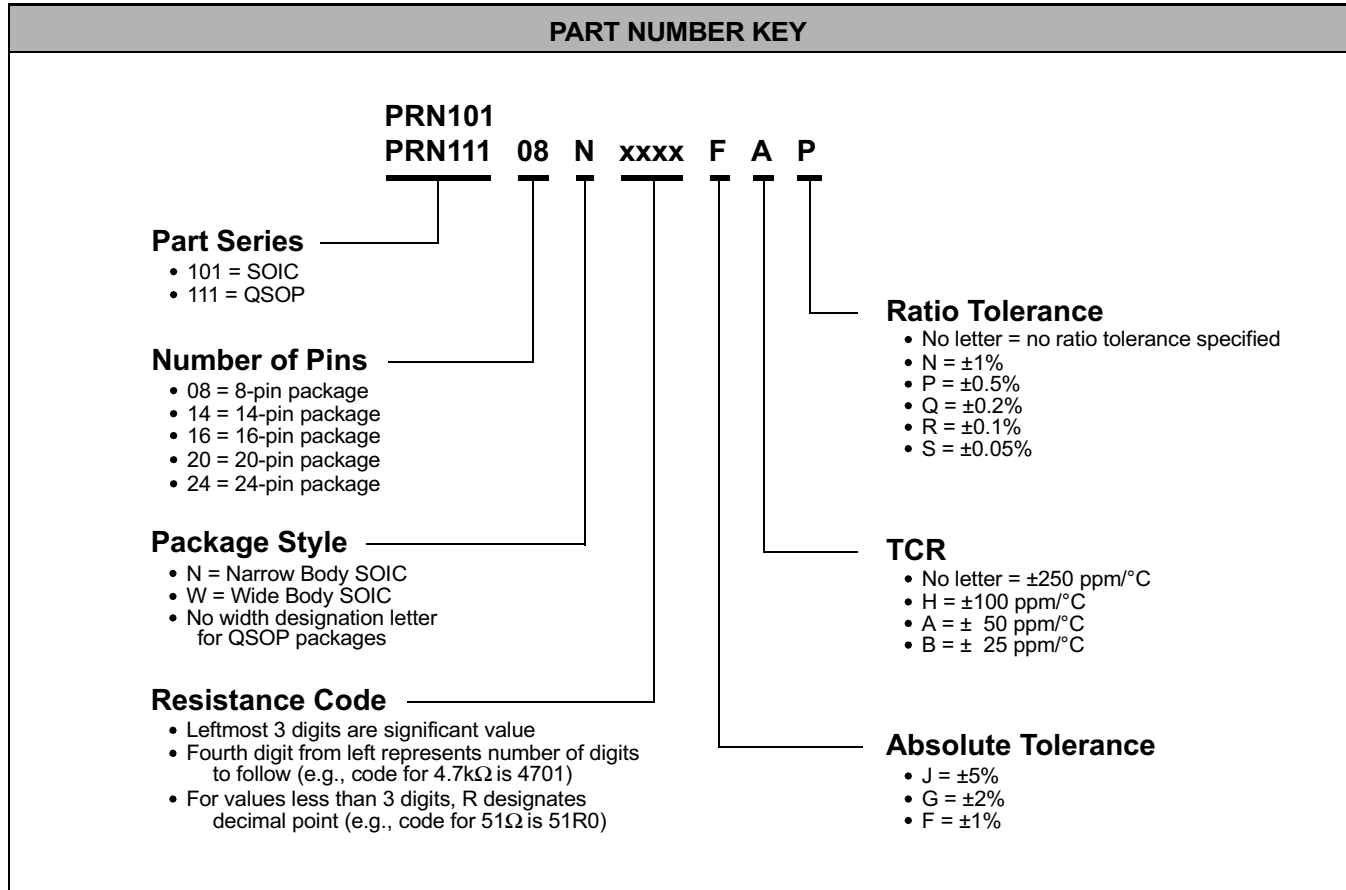 PART NUMBER KEY
PRN101
PRN111 08 N xxxx F A P
Part Series
• 101 = SOIC
• 111 = QSOP
Number of Pins
• 08 = 8-pin package
• 14 = 14-pin package
• 16 = 16-pin package
• 20 = 20-pin package
• 24 = 24-pin package
Package Style
• N = Narrow Body SOIC
• W = Wide Body SOIC
• No width designation letter
for QSOP packages
Resistance Code
• Leftmost 3 digits are significant value
• Fourth digit from left represents number of digits
to follow (e.g., code for 4.7kΩ is 4701)
• For values less than 3 digits, R designates
decimal point (e.g., code for 51Ω is 51R0)
Ratio Tolerance
• No letter = no ratio tolerance specified
• N = ±1%
• P = ±0.5%
• Q = ±0.2%
• R = ±0.1%
• S = ±0.05%
TCR
• No letter = ±250 ppm/°C
• H = ±100 ppm/°C
• A = ± 50 ppm/°C
• B = ± 25 ppm/°C
Absolute Tolerance
• J = ±5%
• G = ±2%
• F = ±1%